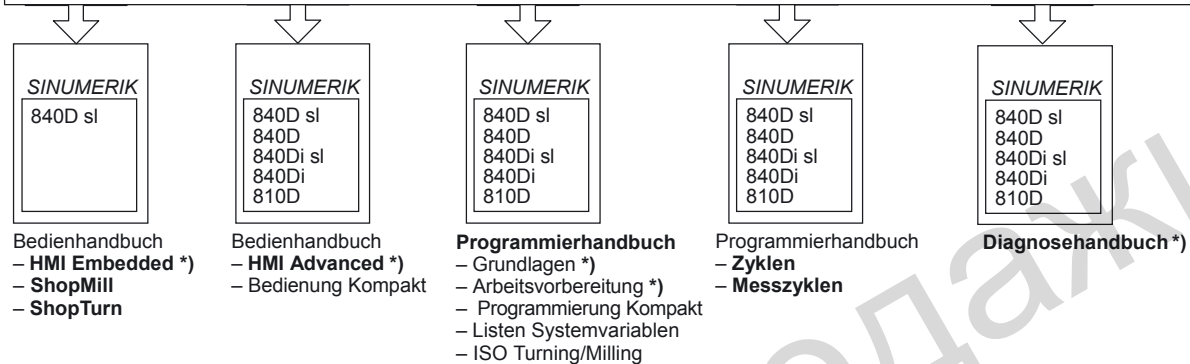 SINUMERIK
840D sl
Bedienhandbuch
– HMI Embedded *)
– ShopMill
– ShopTurn
SINUMERIK
840D sl
840D
840Di sl
840Di
810D
Bedienhandbuch
– HMI Advanced *)
– Bedienung Kompakt
SINUMERIK
840D sl
840D
840Di sl
840Di
810D
Programmierhandbuch
– Grundlagen *)
– Arbeitsvorbereitung *)
– Programmierung Kompakt
– Listen Systemvariablen
– ISO Turning/Milling
SINUMERIK
840D sl
840D
840Di sl
840Di
810D
Programmierhandbuch
– Zyklen
– Messzyklen
SINUMERIK
840D sl
840D
840Di sl
840Di
810D
Diagnosehandbuch *)